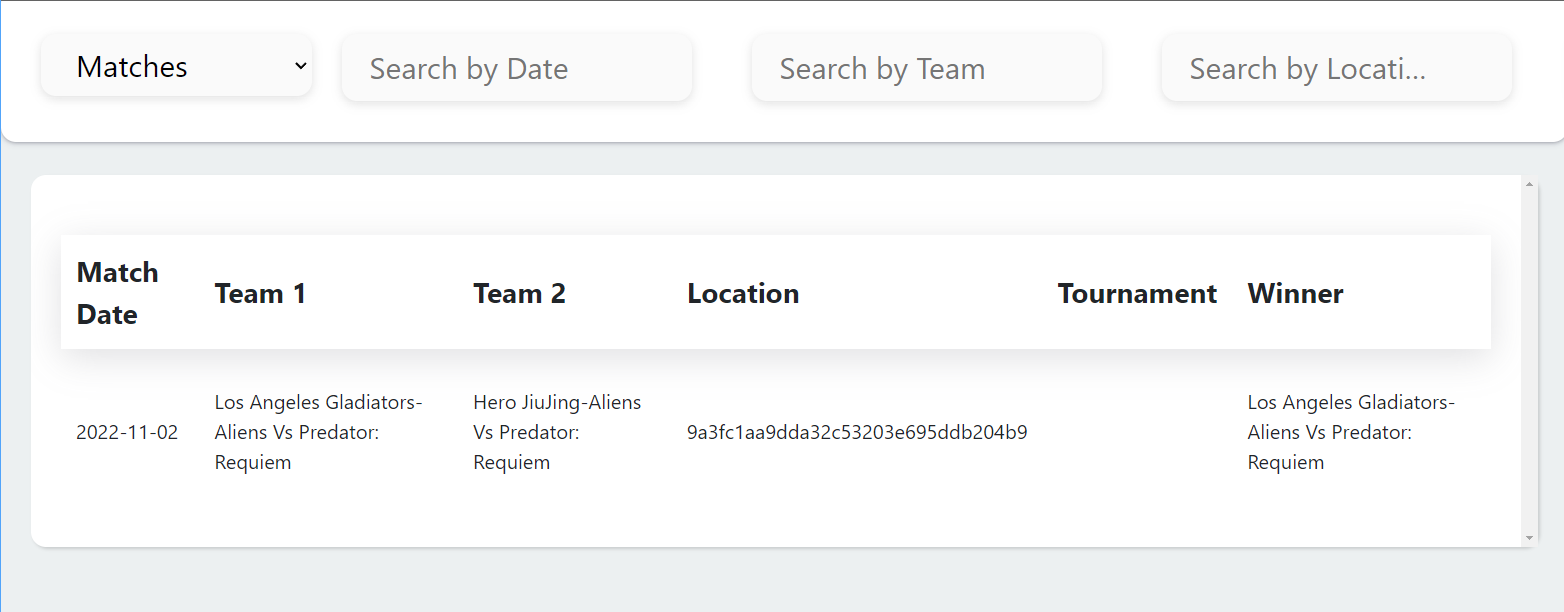 Matches
Search by Date
Search by Team
Search by Locati...
Match Date
Team 1
Team 2
Location
Tournament
Winner
2022-11-02
Los Angeles Gladiators-
Aliens Vs Predator:
Requiem
Hero JiuJing-Aliens
Vs Predator:
Requiem
9a3fc1aa9dda32c53203e695ddb204b9
Los Angeles Gladiators-
Aliens Vs Predator:
Requiem